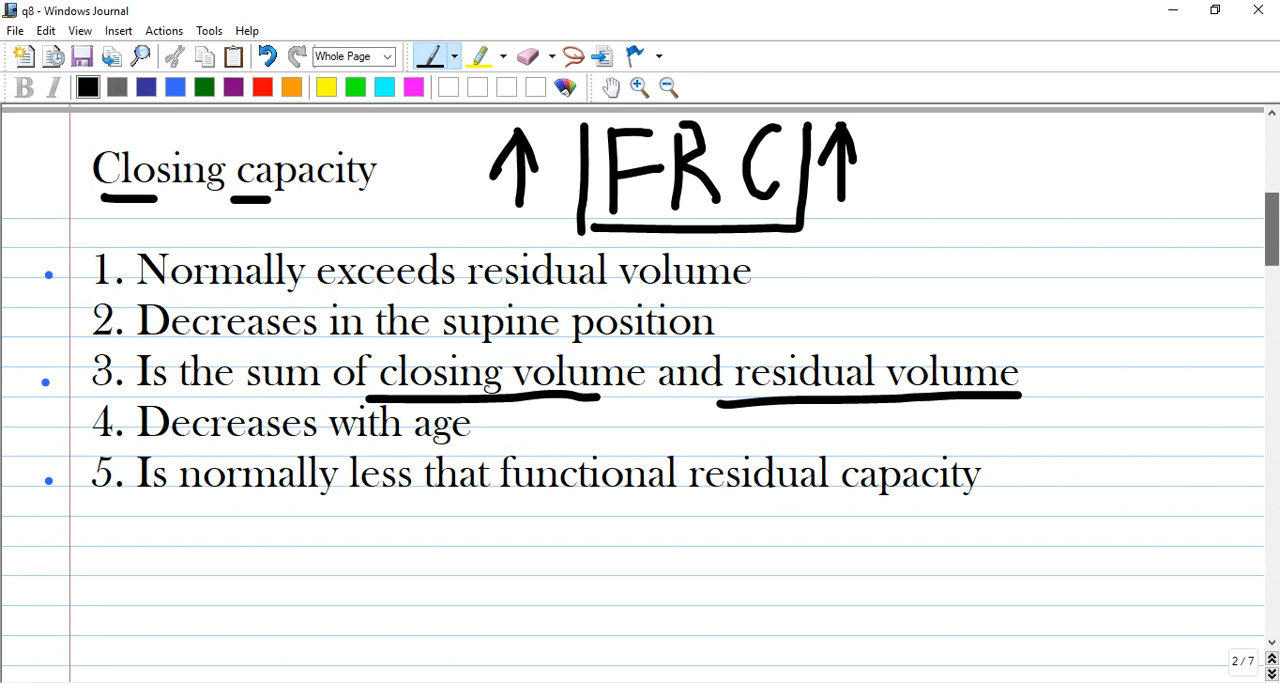 q8 - Windows Journal
File Edit View Insert Actions Tools Help
Whole Page
B I
Closing capacity ↑ FRC ↑
1. Normally exceeds residual volume
2. Decreases in the supine position
3. Is the sum of closing volume and residual volume
4. Decreases with age
5. Is normally less that functional residual capacity
2 / 7